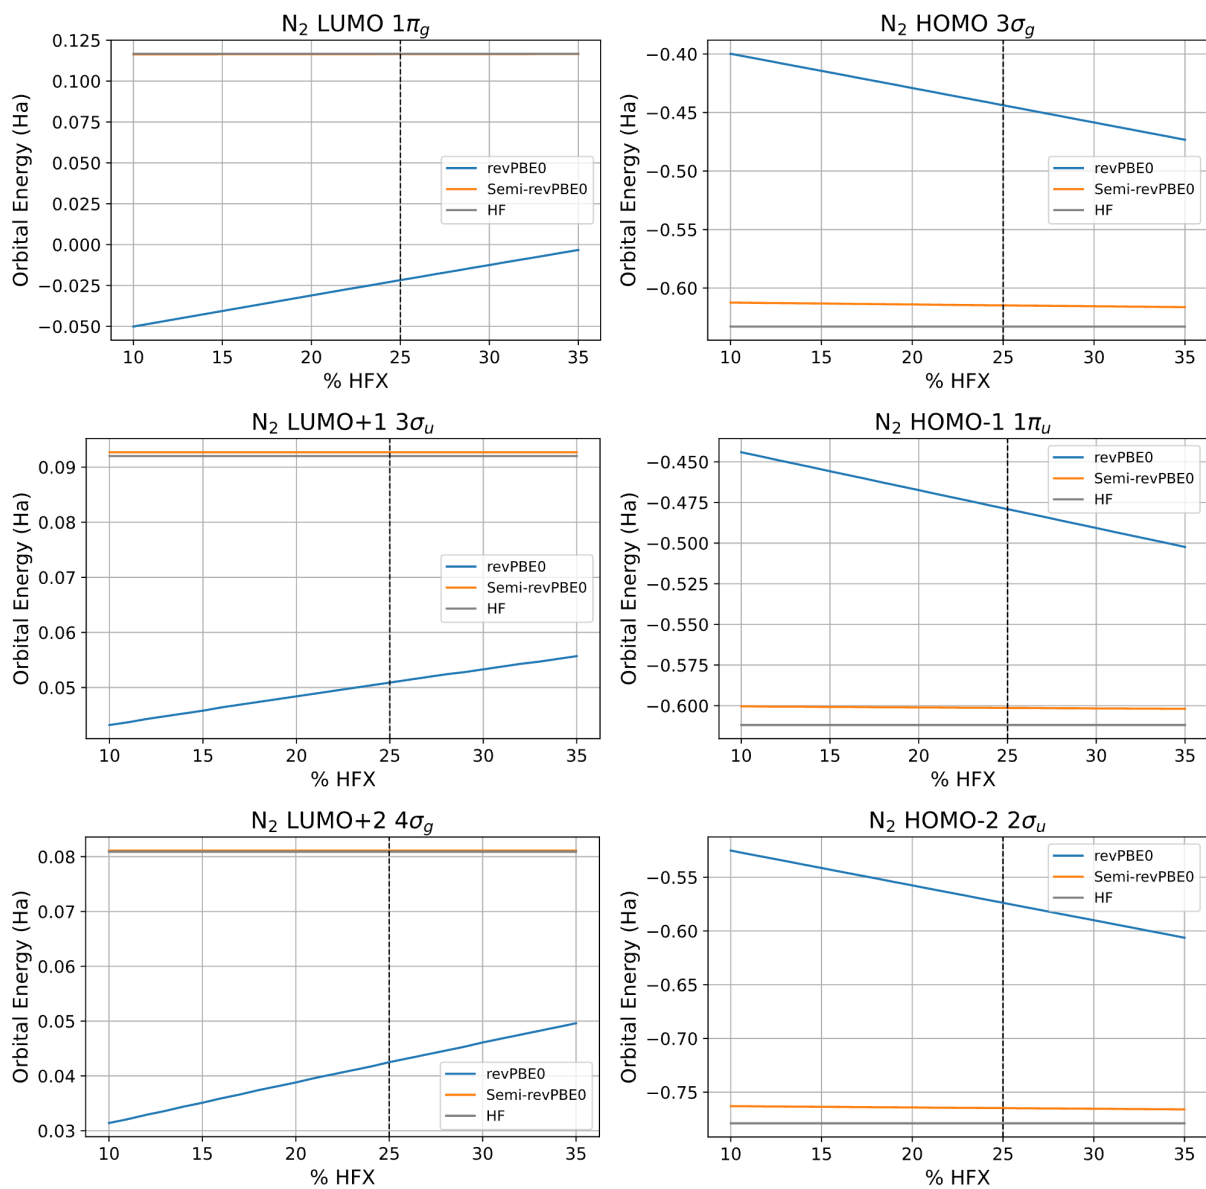 N₂ LUMO 1πg
0.125
0.100
0.075
0.050
0.025
0.000
−0.025
−0.050
Orbital Energy (Ha)
revPBE0
Semi-revPBE0
HF
10 15 20 25 30 35
% HFX
N₂ HOMO 3σg
−0.40
−0.45
−0.50
−0.55
−0.60
Orbital Energy (Ha)
revPBE0
Semi-revPBE0
HF
10 15 20 25 30 35
% HFX
N₂ LUMO+1 3σu
0.09
0.08
0.07
0.06
0.05
Orbital Energy (Ha)
revPBE0
Semi-revPBE0
HF
10 15 20 25 30 35
% HFX
N₂ HOMO-1 1πu
−0.450
−0.475
−0.500
−0.525
−0.550
−0.575
−0.600
Orbital Energy (Ha)
revPBE0
Semi-revPBE0
HF
10 15 20 25 30 35
% HFX
N₂ LUMO+2 4σg
0.08
0.07
0.06
0.05
0.04
0.03
Orbital Energy (Ha)
revPBE0
Semi-revPBE0
HF
10 15 20 25 30 35
% HFX
N₂ HOMO-2 2σu
−0.55
−0.60
−0.65
−0.70
−0.75
Orbital Energy (Ha)
revPBE0
Semi-revPBE0
HF
10 15 20 25 30 35
% HFX